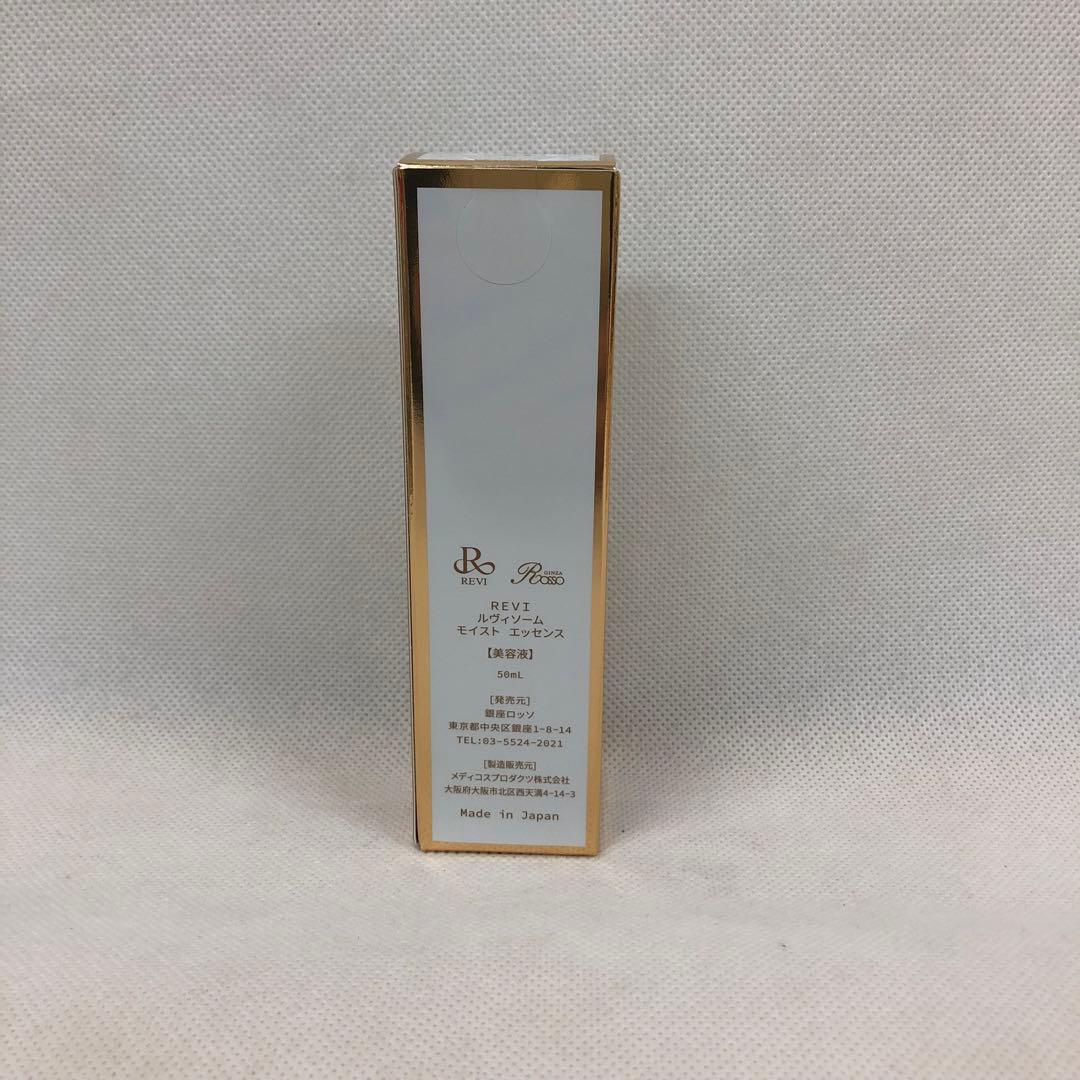 R
REVI
GINZA
Rosso
REVI
ルヴィソーム
モイスト エッセンス
【美容液】
50mL
[発売元]
銀座ロッソ
東京都中央区銀座1-8-14
TEL:03-5524-2021
[製造販売元]
メディコスプロダクツ株式会社
大阪府大阪市北区西天満4-14-3
Made in Japan